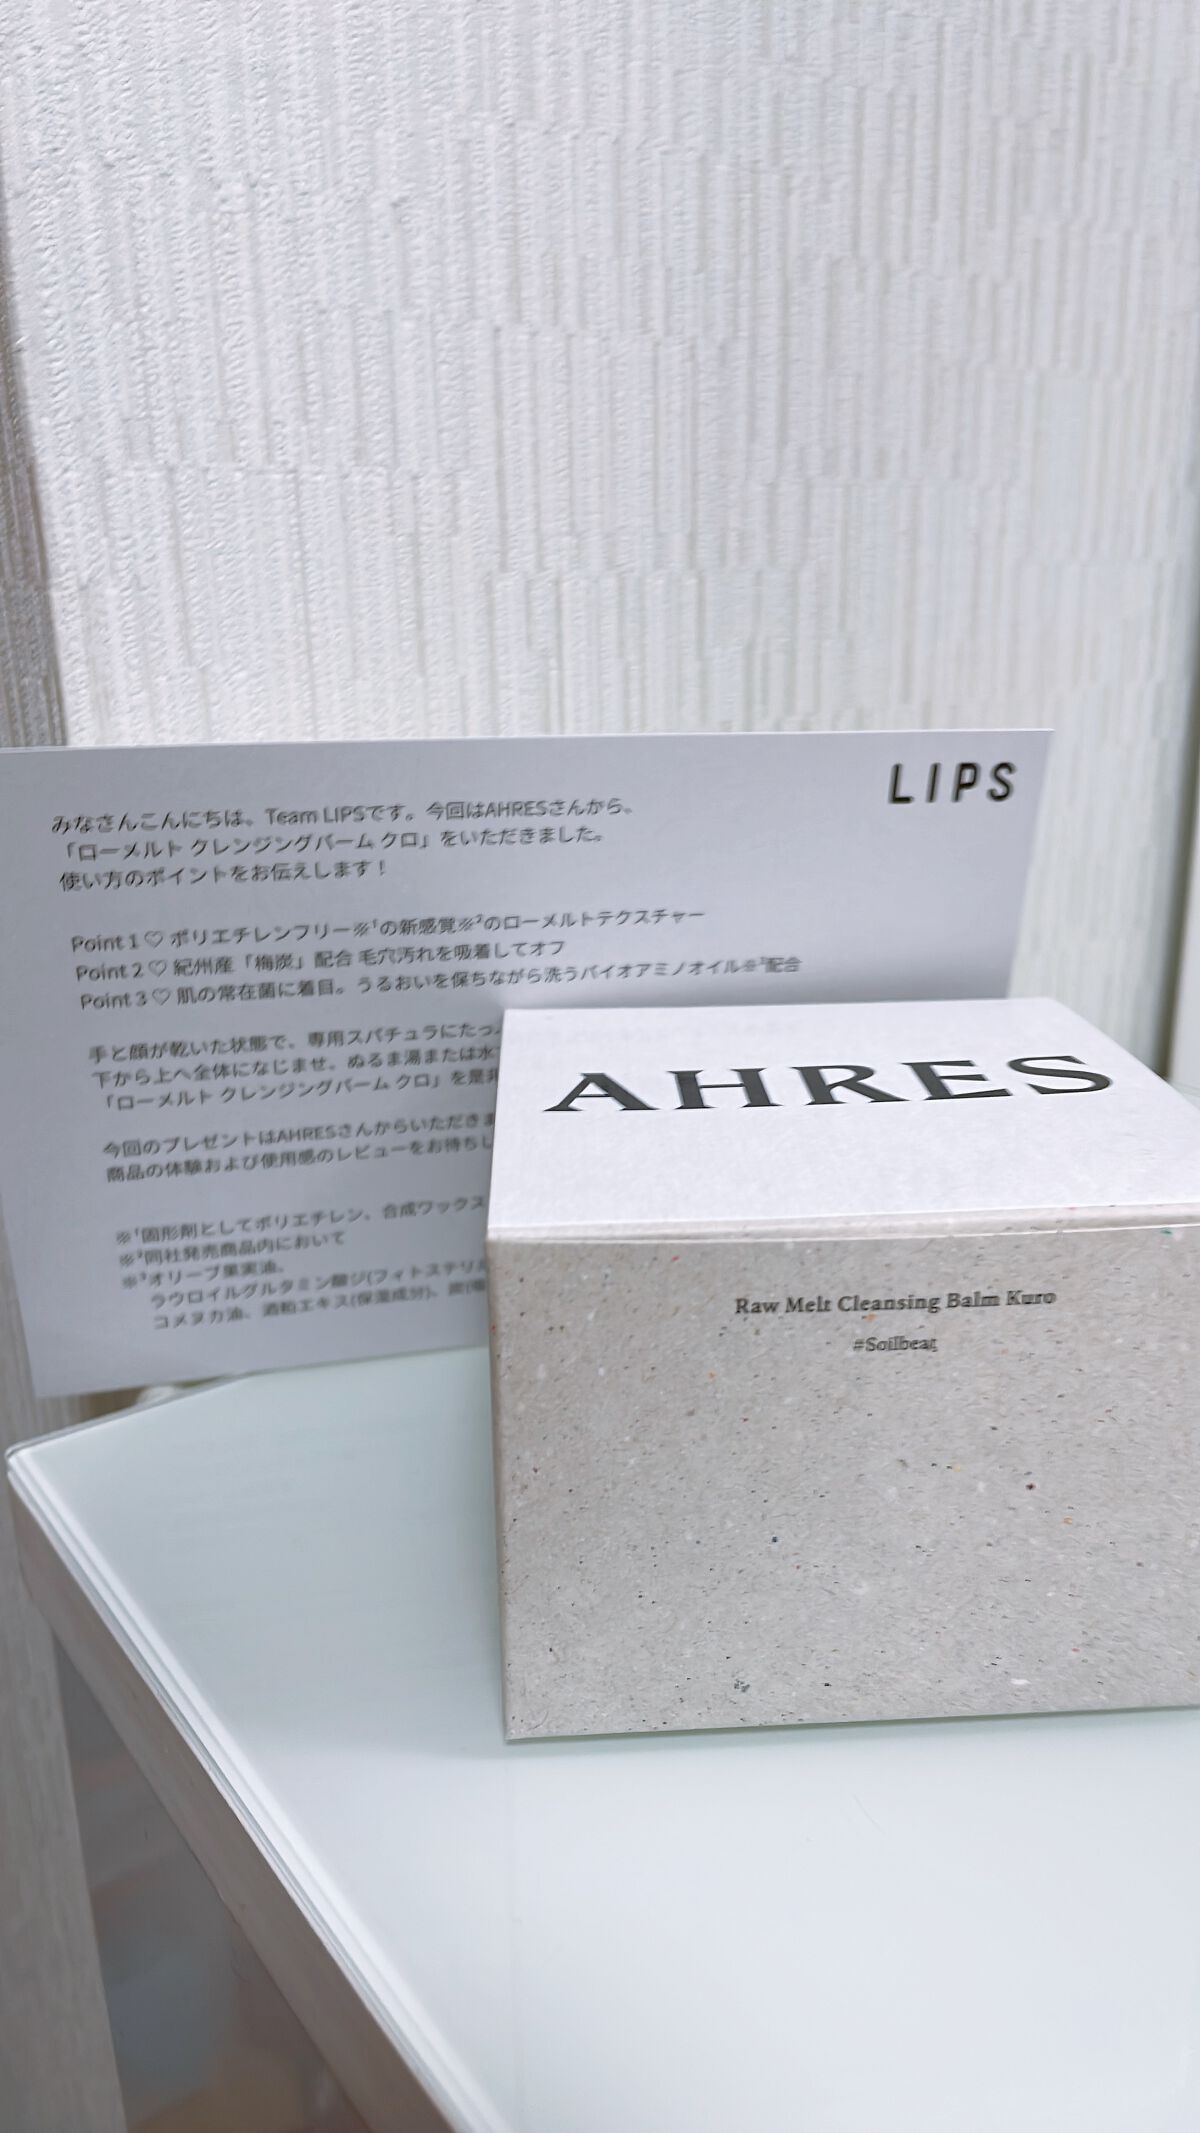 LIPS
みなさんこんにちは、Team LIPSです。今回はAHRESさんから、
「ローメルト クレンジングバーム クロ」をいただきました。
使い方のポイントをお伝えします！
Point 1♡ ポリエチレンフリー※¹の新感覚※²のローメルトテクスチャー
Point 2♡ 紀州産「梅炭」配合 毛穴汚れを吸着してオフ
Point 3♡ 肌の常在菌に着目。うるおいを保ちながら洗うバイオアミノオイル※³配合
手と顔が乾いた状態で、専用スパチュラにたっ
下から上へ全体になじませ、ぬるま湯または水
「ローメルト クレンジングバーム クロ」を是非
今回のプレゼントはAHRESさんからいただきま
商品の体験および使用感のレビューをお待ちし
※¹固形剤としてポリエチレン、合成ワックス
※²同社発売商品内において
※³オリーブ果実油、
ラウロイルグルタミン酸ジ(フィトステリル
コメヌカ油、酒粕エキス(保湿成分)、
AHRES
Raw Melt Cleansing Balm Kuro
#Soilbeat